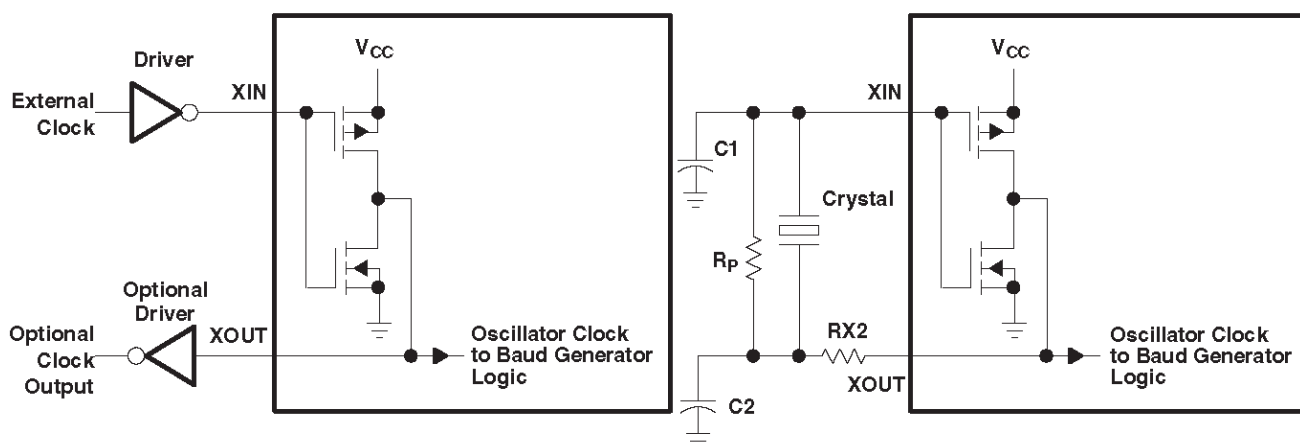 Driver
External
Clock
XIN
VCC
Optional
Driver
Optional
Clock
Output
XOUT
Oscillator Clock
to Baud Generator
Logic
C1
XIN
VCC
Crystal
RP
RX2
XOUT
C2
Oscillator Clock
to Baud Generator
Logic